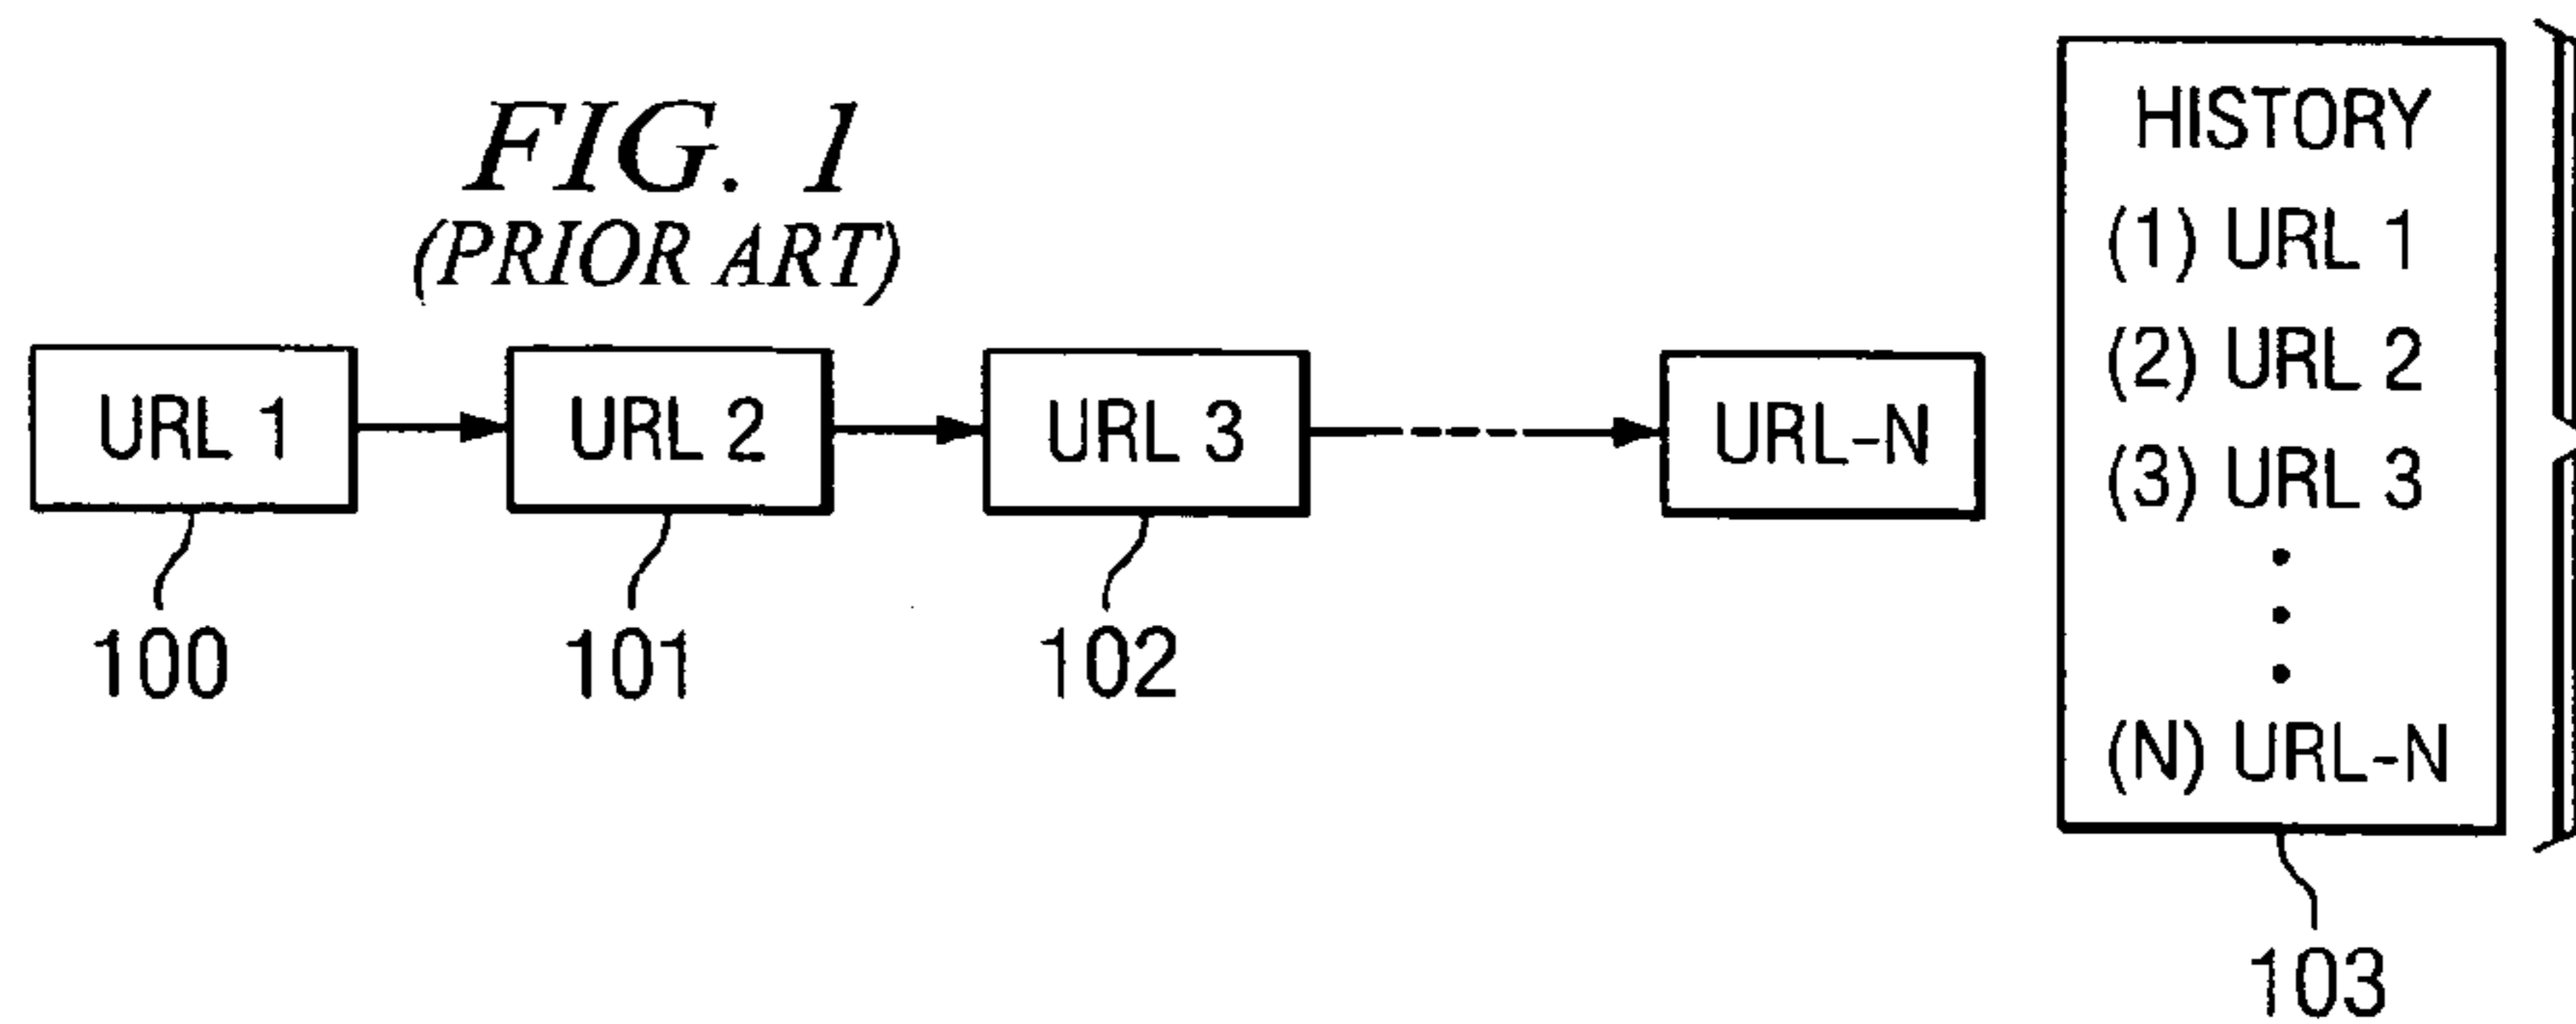 FIG. 1
(PRIOR ART)
URL 1
URL 2
URL 3
URL-N
100
101
102
HISTORY
(1) URL 1
(2) URL 2
(3) URL 3
(N) URL-N
103